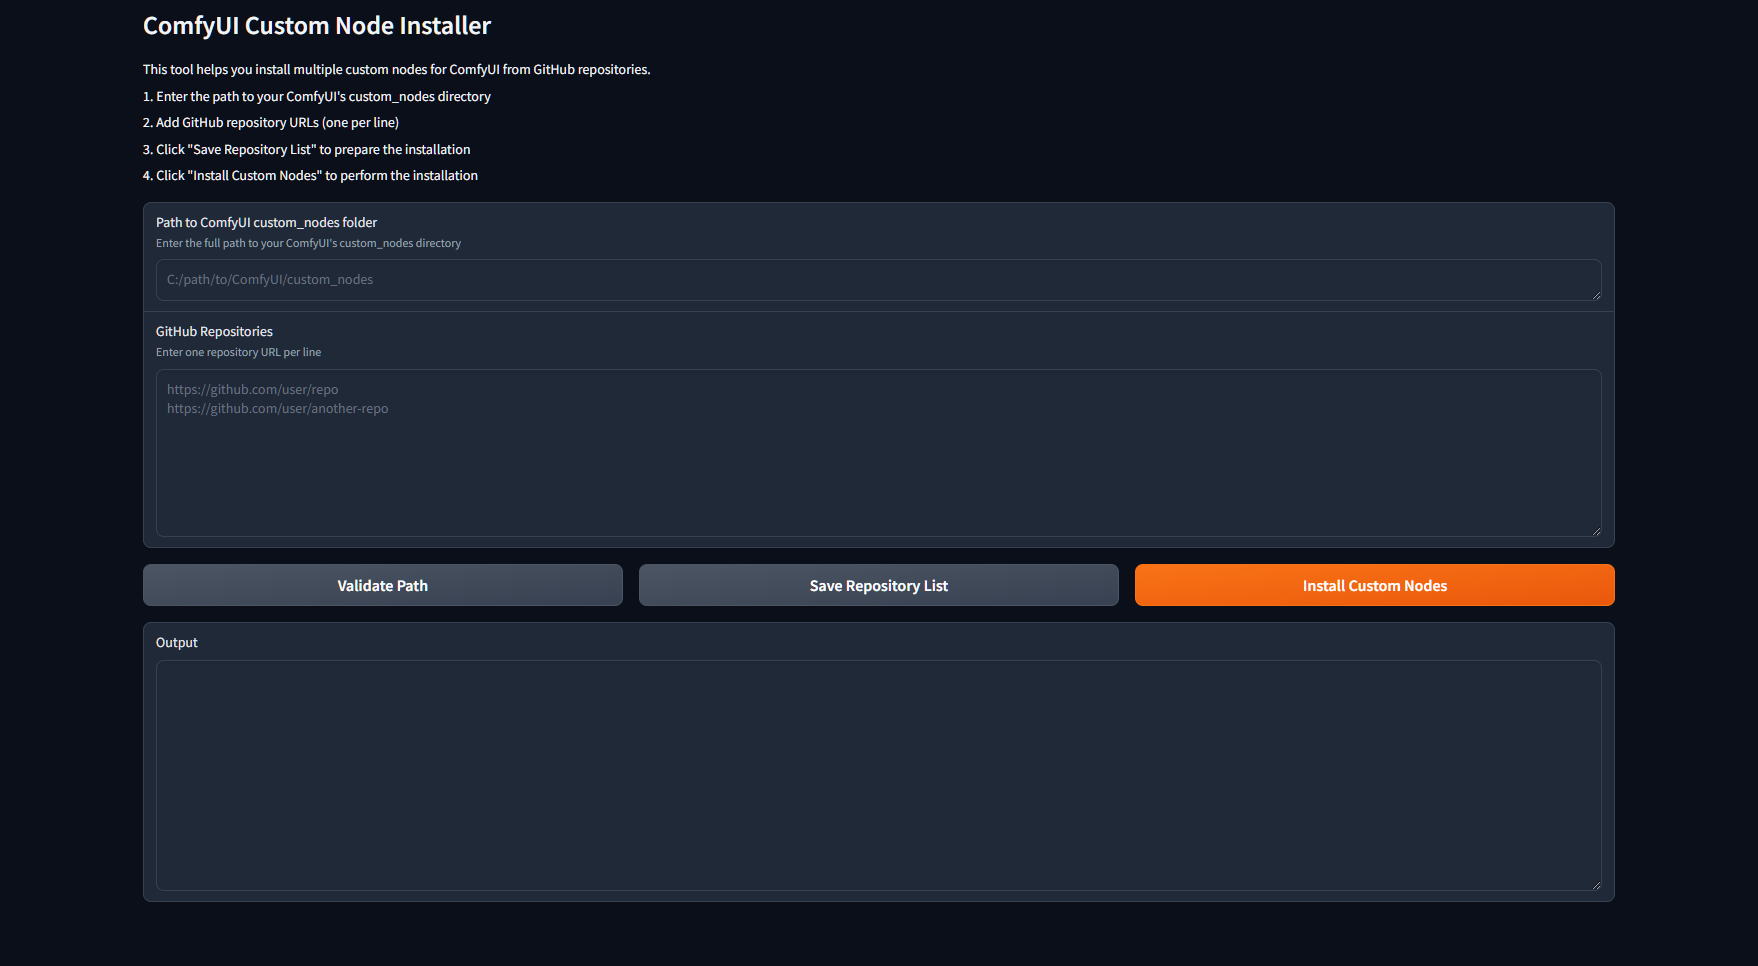 ComfyUI Custom Node Installer
This tool helps you install multiple custom nodes for ComfyUI from GitHub repositories.
1. Enter the path to your ComfyUI's custom_nodes directory
2. Add GitHub repository URLs (one per line)
3. Click "Save Repository List" to prepare the installation
4. Click "Install Custom Nodes" to perform the installation
Path to ComfyUI custom_nodes folder
Enter the full path to your ComfyUI's custom_nodes directory
C:/path/to/ComfyUI/custom_nodes
GitHub Repositories
Enter one repository URL per line
https://github.com/user/repo
https://github.com/user/another-repo
Validate Path
Save Repository List
Install Custom Nodes
Output